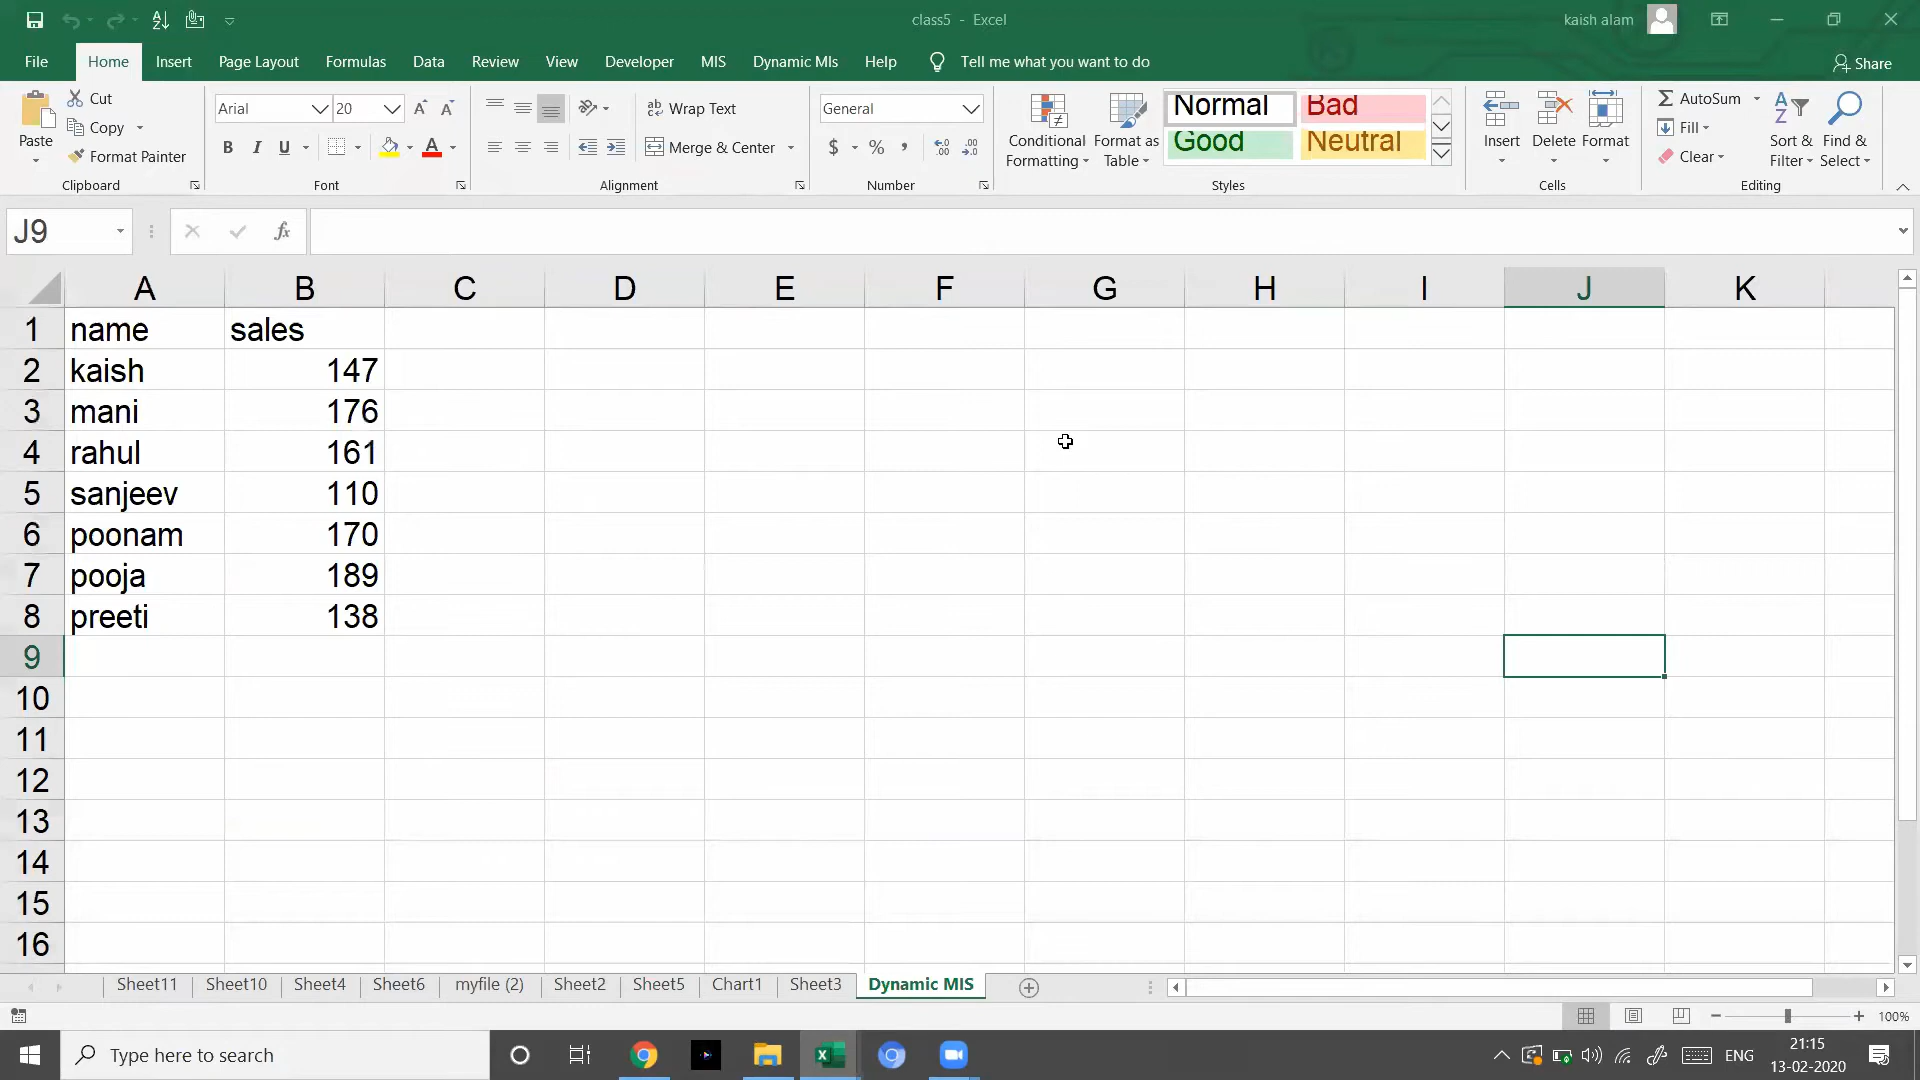 class5 - Excel
kaish alam
File Home Insert Page Layout Formulas Data Review View Developer MIS Dynamic MIs Help Tell me what you want to do Share
Paste
Cut
Copy
Format Painter
Clipboard
Arial 20
B I U A
Font
Wrap Text
Merge & Center
Alignment
General
$ % ,
Number
Conditional Formatting
Format as Table
Normal Bad
Good Neutral
Styles
Insert Delete Format
Cells
AutoSum
Fill
Clear
Sort & Filter
Find & Select
Editing
J9 fx
A B C D E F G H I J K
1 name sales
2 kaish 147
3 mani 176
4 rahul 161
5 sanjeev 110
6 poonam 170
7 pooja 189
8 preeti 138
9
10
11
12
13
14
15
16
Sheet11 Sheet10 Sheet4 Sheet6 myfile (2) Sheet2 Sheet5 Chart1 Sheet3 Dynamic MIS
100%
Type here to search
ENG
21:15
13-02-2020